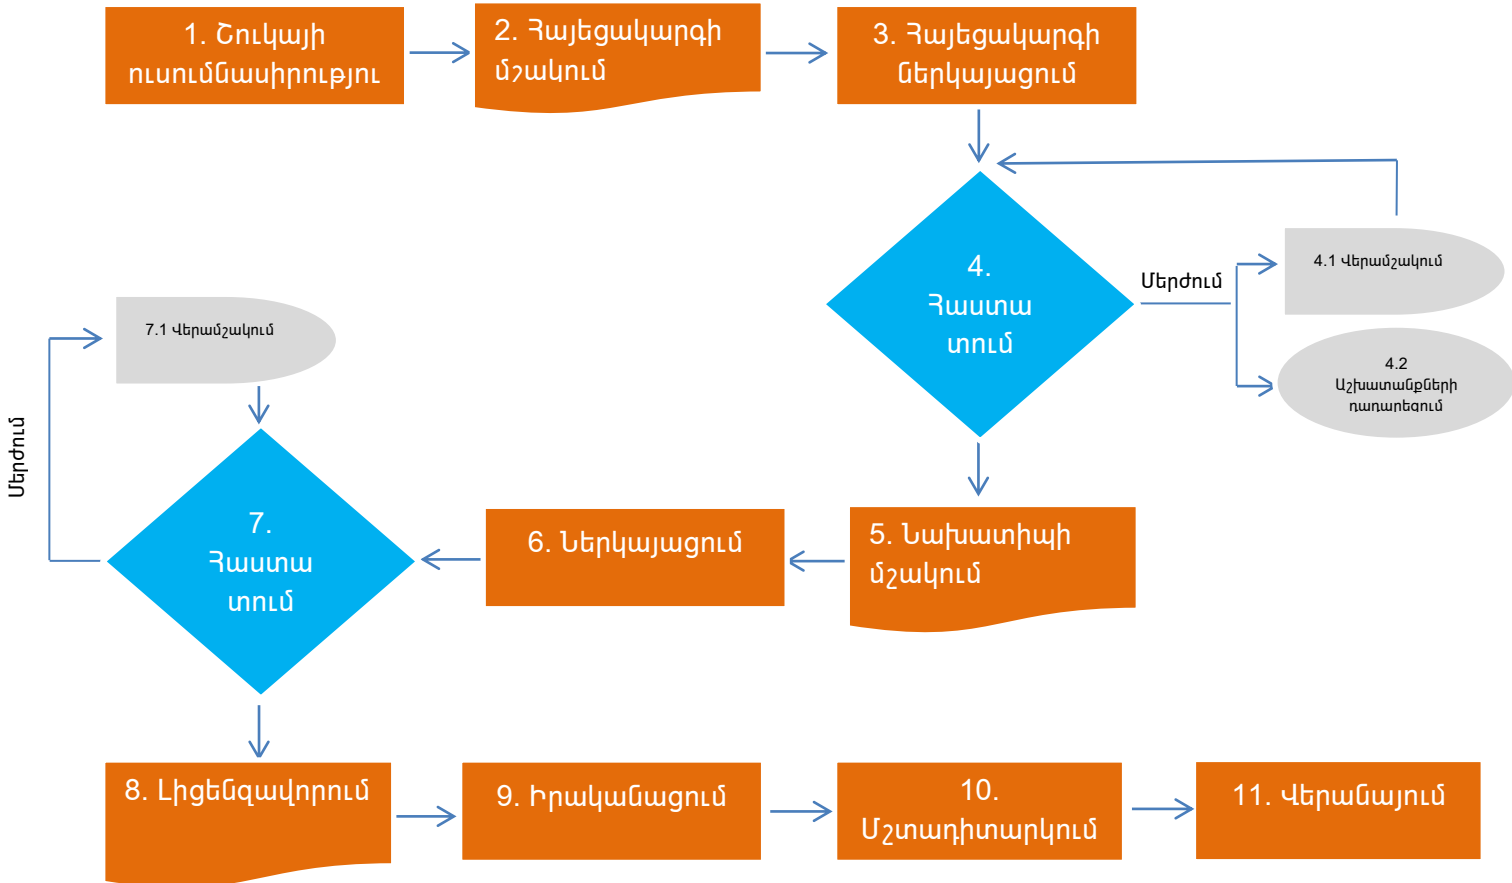 1. Շուկայի
ուսումնասիրությու
2. Հայեցակարգի
մշակում
3. Հայեցակարգի
ներկայացում
4.
Հաստա
տում
Մերժում
4.1 Վերամշակում
4.2
Աշխատանքների
դադարեցում
5. Նախատիպի
մշակում
6. Ներկայացում
7.
Հաստա
տում
Մերժում
7.1 Վերամշակում
8. Լիցենզավորում
9. Իրականացում
10.
Մշտադիտարկում
11. Վերանայում